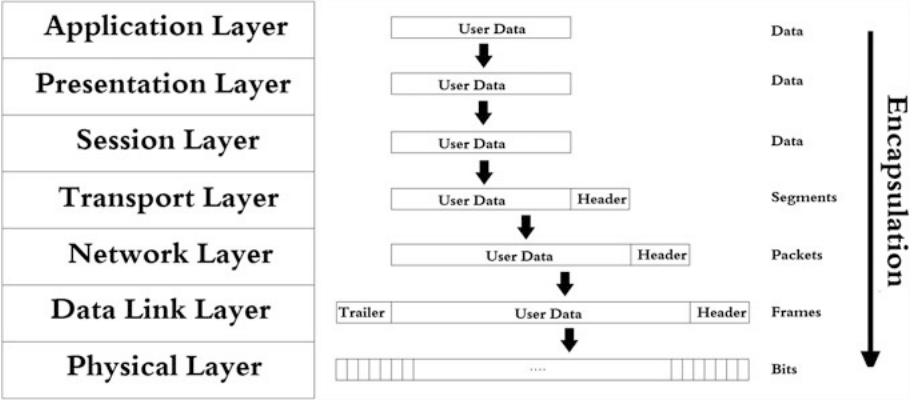 Application Layer
User Data
Data
Presentation Layer
User Data
Data
Session Layer
User Data
Data
Transport Layer
User Data
Header
Segments
Network Layer
User Data
Header
Packets
Data Link Layer
Trailer
User Data
Header
Frames
Physical Layer
....
Bits
Encapsulation